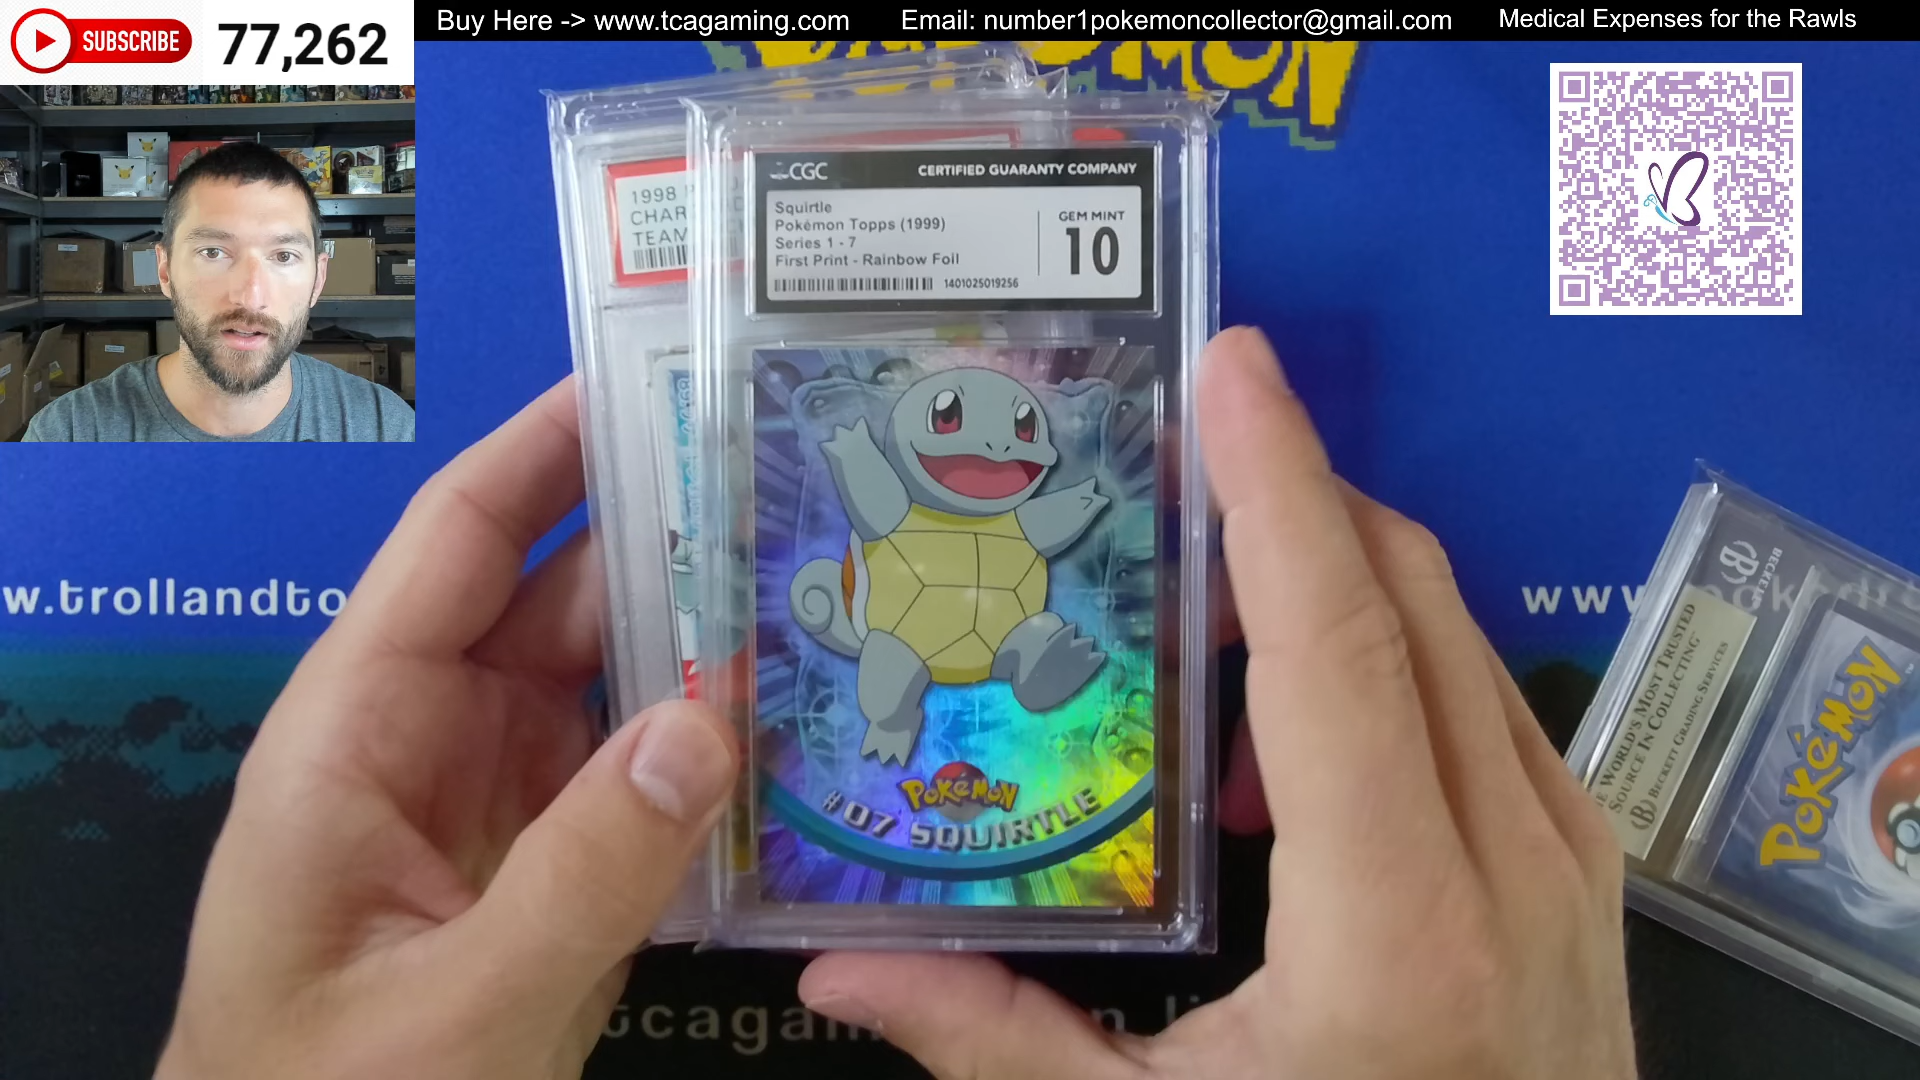 SUBSCRIBE
77,262
Buy Here -> www.tcagaming.com
Email: number1pokemoncollector@gmail.com
Medical Expenses for the Rawls
CGC
CERTIFIED GUARANTY COMPANY
Squirtle
Pokémon Topps (1999)
Series 1 - 7
First Print - Rainbow Foil
GEM MINT
10
1401025019256
1998
CHAR
TEAM
POKéMON
#07 SQUIRTLE
w.trollandto
www
tcagam
BECKE
WORLD'S MOST TRUSTED
SOURCE IN COLLECTING
BECKETT GRADING SERVICES
POKéMON